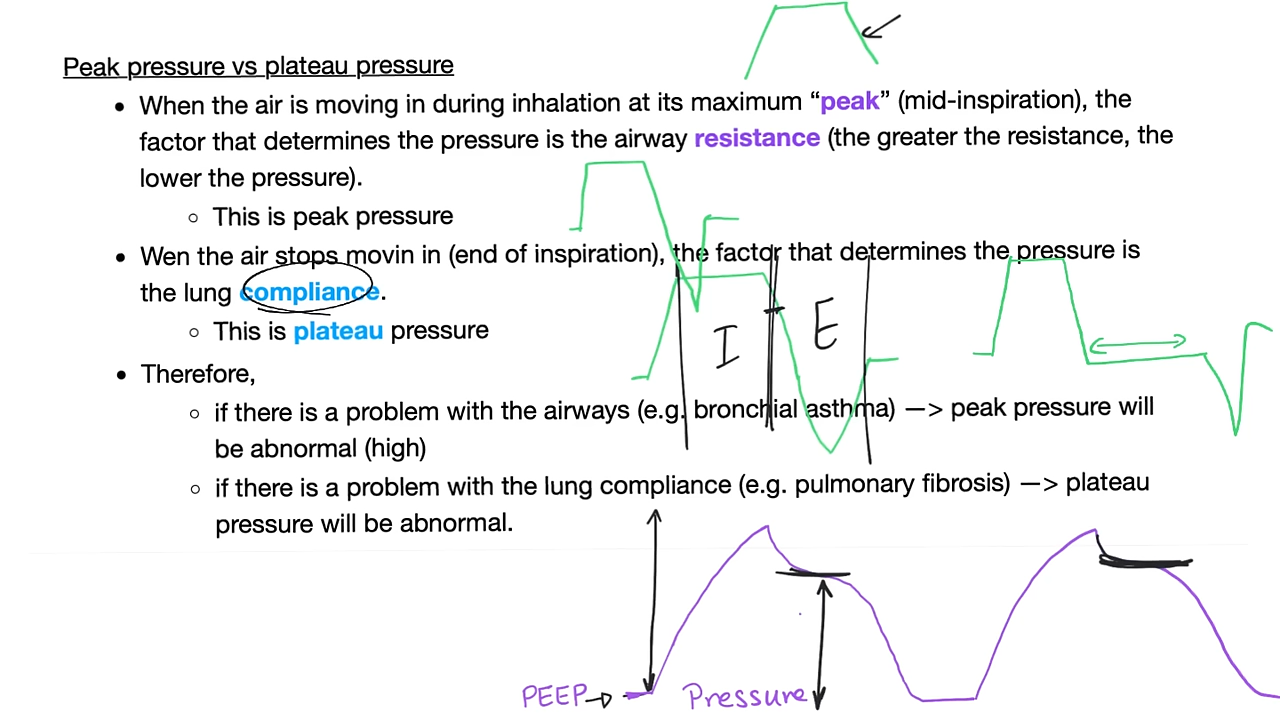 Peak pressure vs plateau pressure
• When the air is moving in during inhalation at its maximum “peak” (mid-inspiration), the
factor that determines the pressure is the airway resistance (the greater the resistance, the
lower the pressure).
○ This is peak pressure
• Wen the air stops movin in (end of inspiration), the factor that determines the pressure is
the lung compliance.
○ This is plateau pressure
I E
• Therefore,
○ if there is a problem with the airways (e.g. bronchial asthma) —> peak pressure will
be abnormal (high)
○ if there is a problem with the lung compliance (e.g. pulmonary fibrosis) —> plateau
pressure will be abnormal.
PEEP→ Pressure